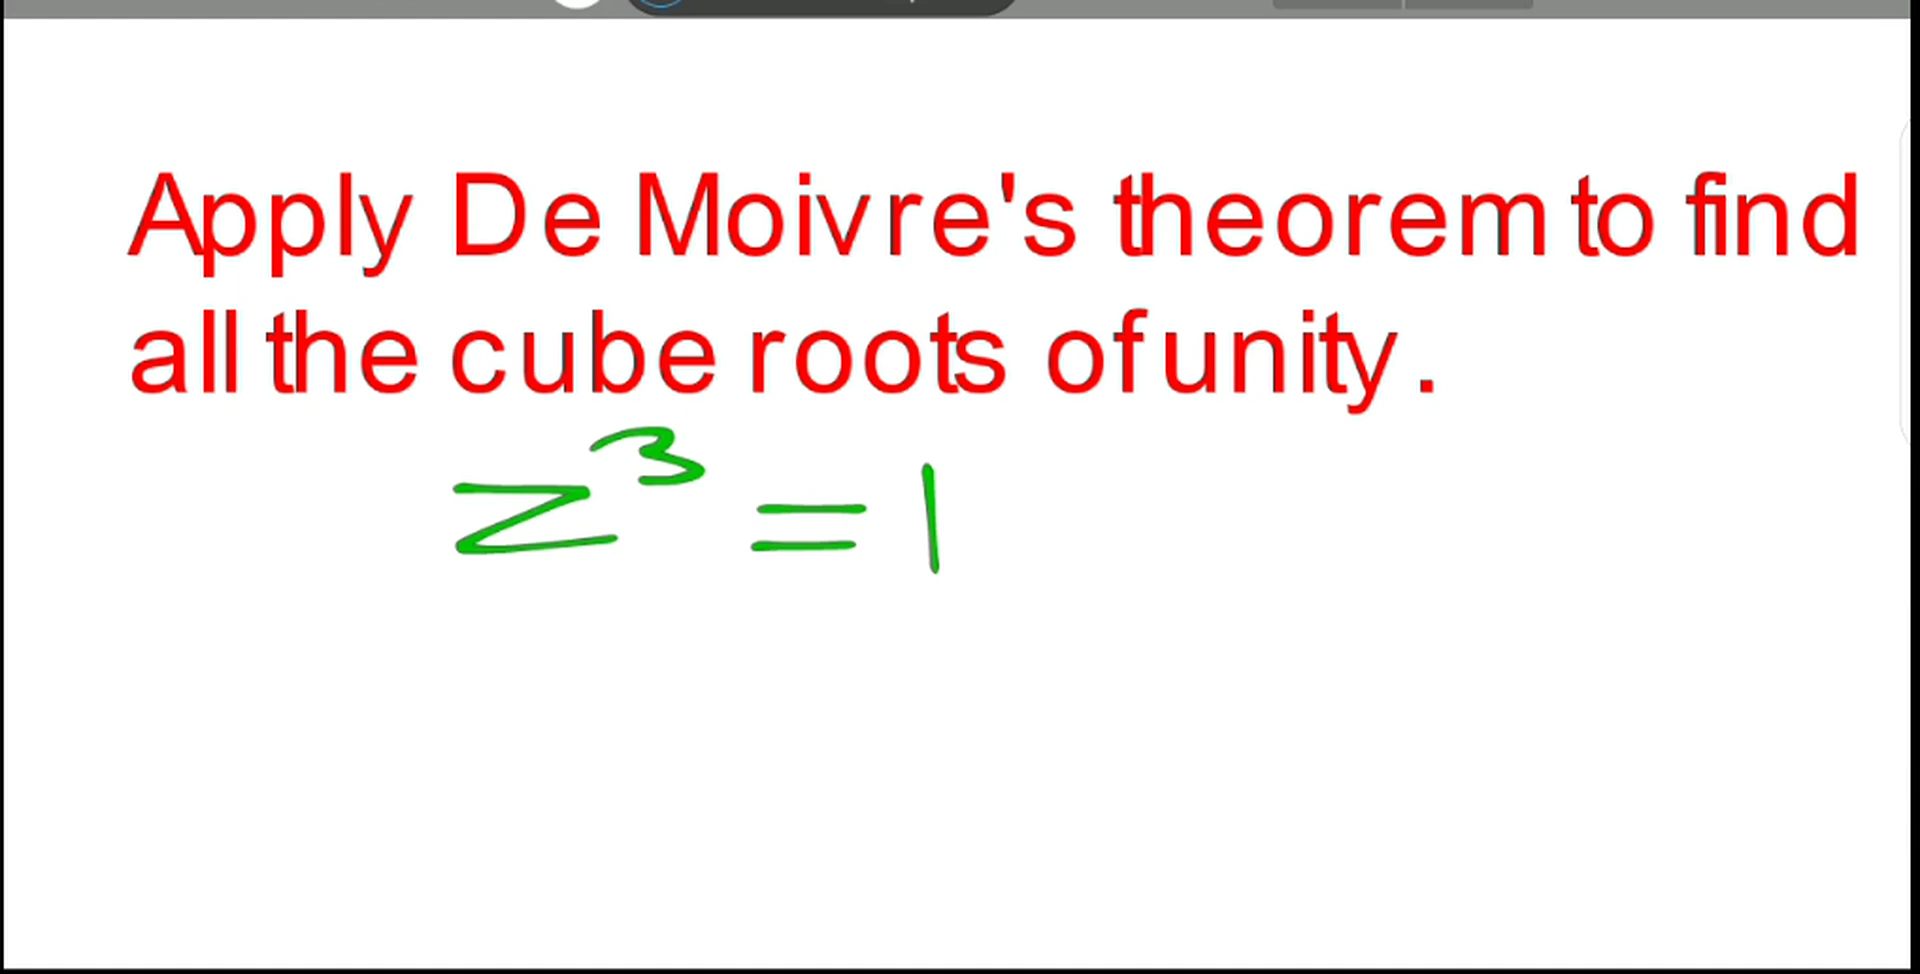 Apply De Moivre's theorem to find
all the cube roots of unity.
z³ = 1